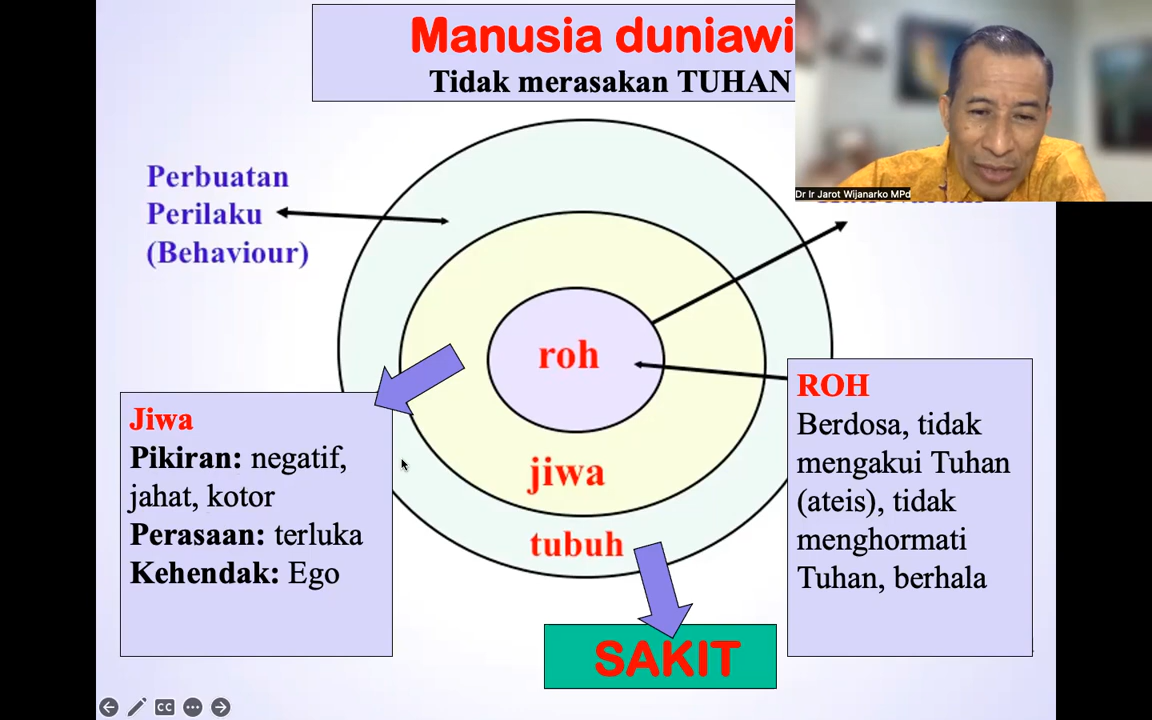 Manusia duniawi
Tidak merasakan TUHAN
Dr Ir Jarot Wijanarko MPd
Perbuatan
Perilaku
(Behaviour)
roh
jiwa
tubuh
Jiwa
Pikiran: negatif,
jahat, kotor
Perasaan: terluka
Kehendak: Ego
ROH
Berdosa, tidak
mengakui Tuhan
(ateis), tidak
menghormati
Tuhan, berhala
SAKIT
CC